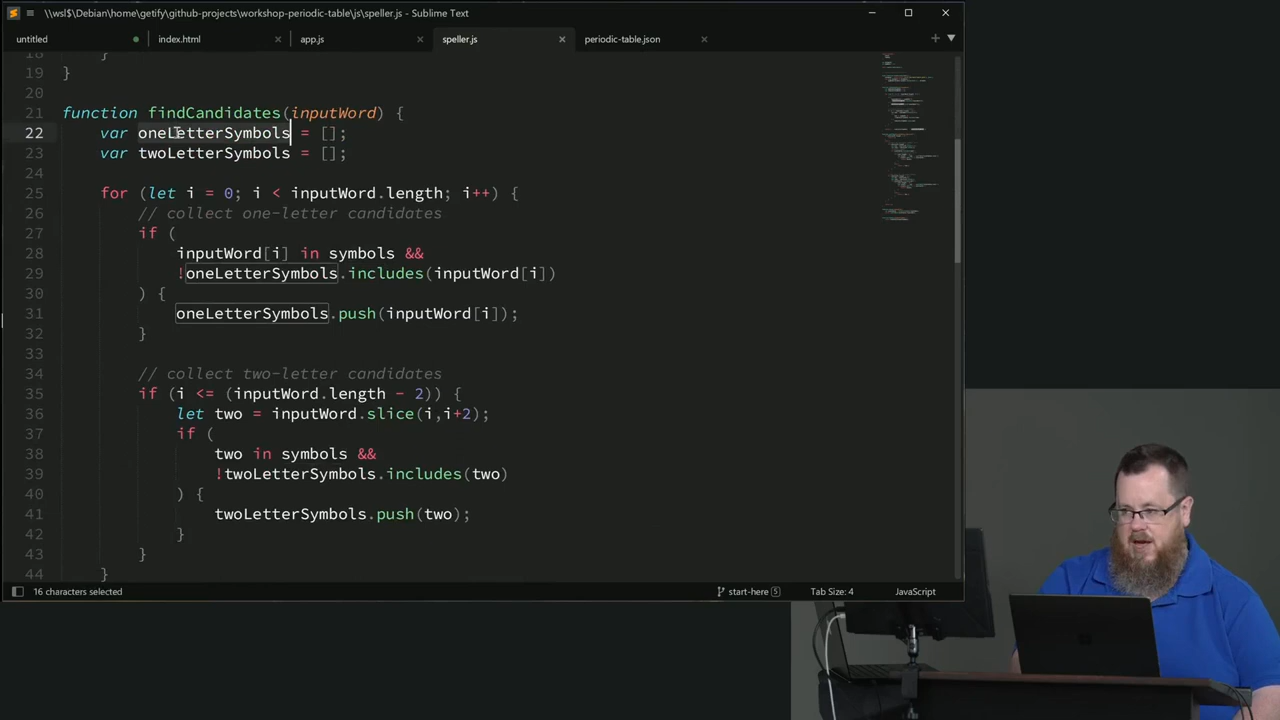 \\wsl$\Debian\home\getify\github-projects\workshop-periodic-table\js\speller.js - Sublime Text
untitled
index.html
app.js
speller.js
periodic-table.json
18 }
19 }
20
21 function findCandidates(inputWord) {
22 var oneLetterSymbols = [];
23 var twoLetterSymbols = [];
24
25 for (let i = 0; i < inputWord.length; i++) {
26 // collect one-letter candidates
27 if (
28 inputWord[i] in symbols &&
29 !oneLetterSymbols.includes(inputWord[i])
30 ) {
31 oneLetterSymbols.push(inputWord[i]);
32 }
33
34 // collect two-letter candidates
35 if (i <= (inputWord.length - 2)) {
36 let two = inputWord.slice(i,i+2);
37 if (
38 two in symbols &&
39 !twoLetterSymbols.includes(two)
40 ) {
41 twoLetterSymbols.push(two);
42 }
43 }
44 }
16 characters selected
start-here 5
Tab Size: 4
JavaScript